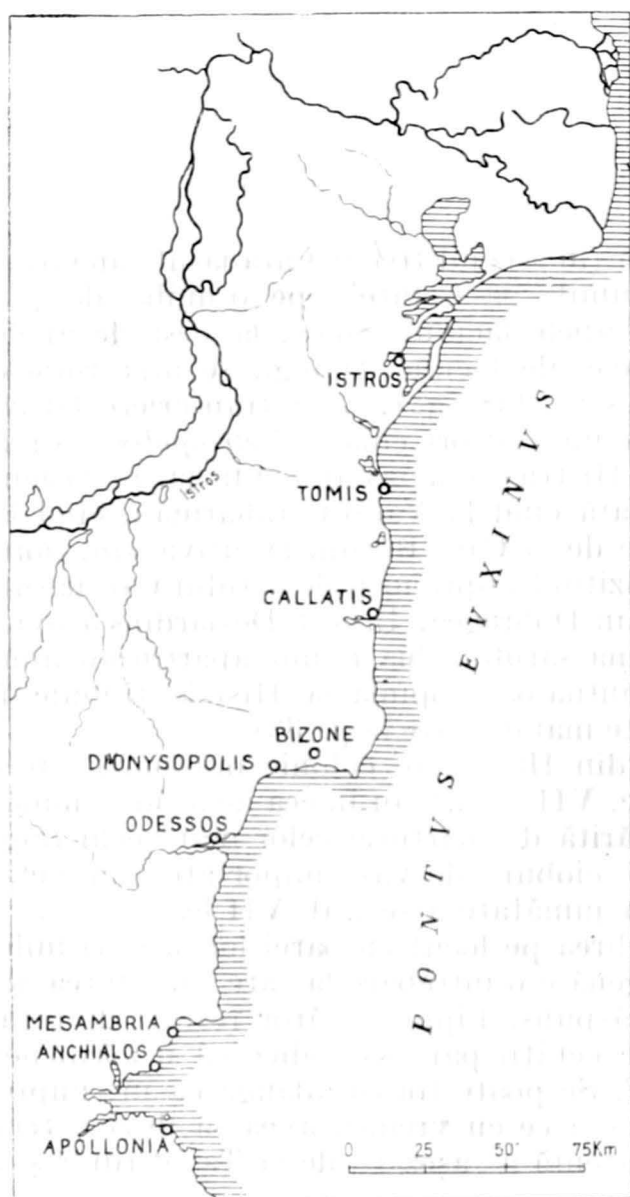 ISTROS
Istros
TOMIS
CALLATIS
BIZONE
DIONYSOPOLIS
ODESSOS
MESAMBRIA
ANCHIALOS
APOLLONIA
PONTVS EVXINVS
0 25 50 75Km